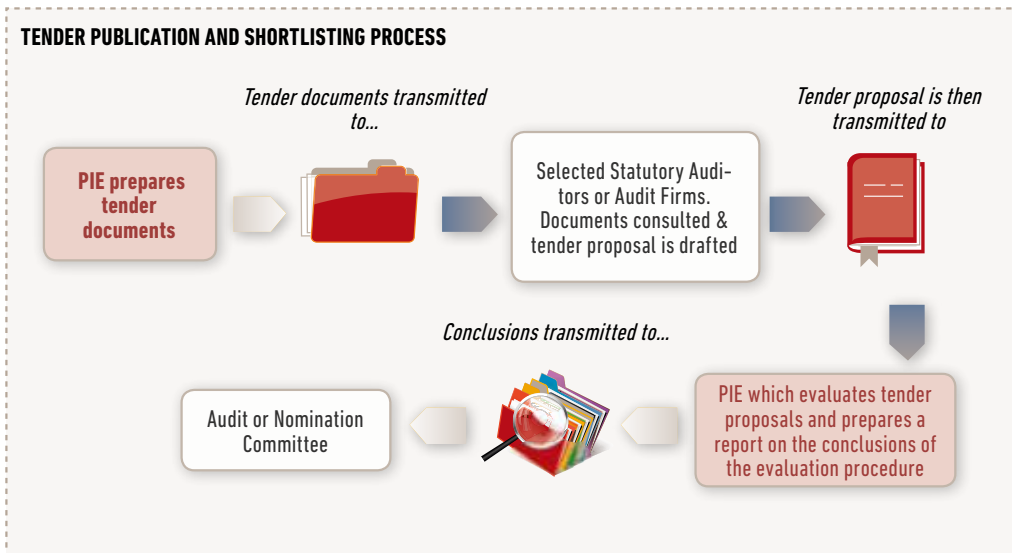 TENDER PUBLICATION AND SHORTLISTING PROCESS
Tender documents transmitted
to...
Tender proposal is then
transmitted to
PIE prepares
tender
documents
Selected Statutory Audi-
tors or Audit Firms.
Documents consulted &
tender proposal is drafted
Conclusions transmitted to...
PIE which evaluates tender
proposals and prepares a
report on the conclusions of
the evaluation procedure
Audit or Nomination
Committee